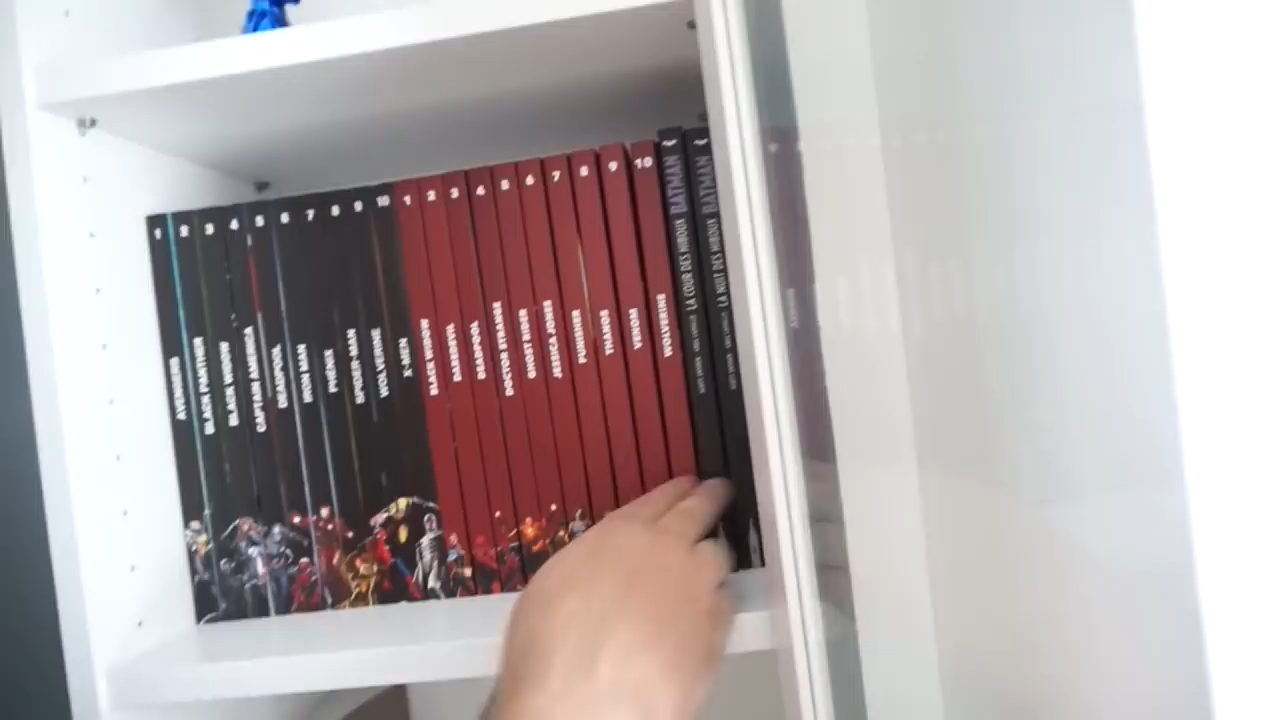 1 AVENGERS
2 BLACK PANTHER
3 BLACK WIDOW
4 CAPTAIN AMERICA
5 DEADPOOL
6 IRON MAN
7 PHÉNIX
8 SPIDER-MAN
9 WOLVERINE
10 X-MEN
1 BLACK WIDOW
2 DAREDEVIL
3 DEADPOOL
4 DOCTOR STRANGE
5 GHOST RIDER
6 JESSICA JONES
7 PUNISHER
8 THANOS
9 VENOM
10 WOLVERINE
BATMAN LA COUR DES HIBOUX
BATMAN LA NUIT DES HIBOUX